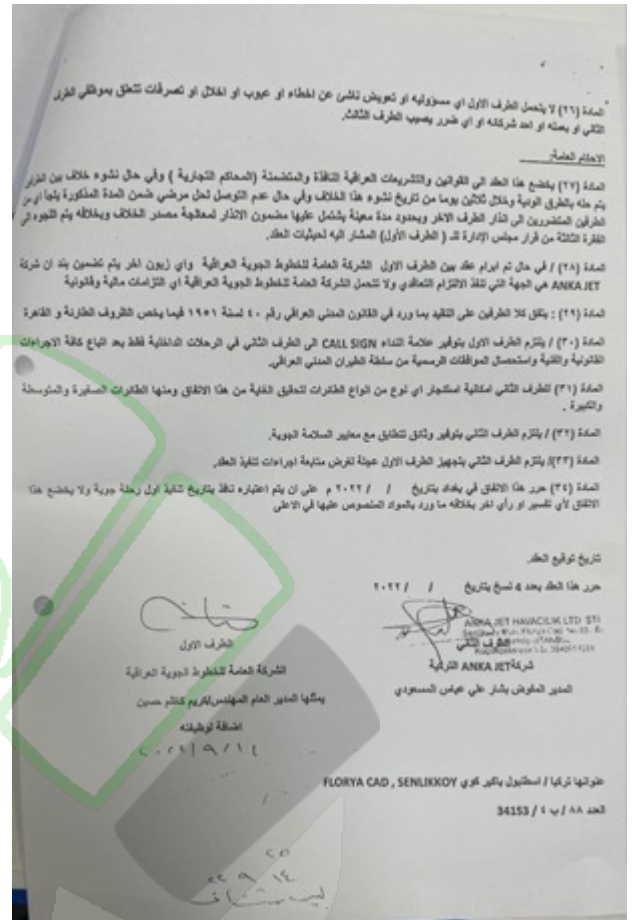 المادة (٢٦) لا يتحمل الطرف الاول اي مسؤوليه او تعويض ناشئ عن اخطاء او عيوب او اخلال او تصرفات تتعلق بموظفي الطرف
الثاني او بعثه او احد شركائه او اي ضرر يصيب الطرف الثالث.
الاحكام العامة:
المادة (٢٧) يخضع هذا العقد الى القوانين والتشريعات العراقية النافذة والمتضمنة (المحاكم التجارية ) وفي حال نشوء خلاف بين الطرفين
يتم حله بالطرق الودية وخلال ثلاثين يوما من تاريخ نشوء هذا الخلاف وفي حال عدم التوصل لحل مرضي ضمن المدة المذكورة يلجأ اي من
الطرفين المتضررين الى انذار الطرف الاخر وبحدود مدة معينة يشتمل عليها مضمون الانذار لمعالجة مصدر الخلاف وبخلافه يتم اللجوء الى
الفقرة الثالثة من قرار مجلس الإدارة للـ ( الطرف الأول) المشار اليه لحيثيات العقد.
المادة (٢٨) / في حال تم ابرام عقد بين الطرف الاول الشركة العامة للخطوط الجوية العراقية واي زبون اخر يتم تضمين بند ان شركة
ANKA JET هي الجهة التي تنفذ الالتزام التعاقدي ولا تتحمل الشركة العامة للخطوط الجوية العراقية اي التزامات مالية وقانونية
المادة (٢٩) : يتفق كلا الطرفين على التقيد بما ورد في القانون المدني العراقي رقم ٤٠ لسنة ١٩٥١ فيما يخص الظروف الطارئة و القاهرة
المادة (٣٠) / يلتزم الطرف الاول بتوفير علامة النداء CALL SIGN الى الطرف الثاني في الرحلات الداخلية فقط بعد اتباع كافة الاجراءات
القانونية والفنية واستحصال الموافقات الرسمية من سلطة الطيران المدني العراقي.
المادة (٣١) للطرف الثاني امكانية استئجار اي نوع من انواع الطائرات لتحقيق الغاية من هذا الاتفاق ومنها الطائرات الصغيرة والمتوسطة
والكبيرة .
المادة (٣٢) / يلتزم الطرف الثاني بتوفير وثائق تتطابق مع معايير السلامة الجوية.
المادة (٣٣)/ يلتزم الطرف الثاني بتجهيز الطرف الاول عجلة لغرض متابعة اجراءات تنفيذ العقد.
المادة (٣٤) حرر هذا الاتفاق في بغداد بتاريخ / / ٢٠٢٢ م على ان يتم اعتباره نافذ بتاريخ تنفيذ اول رحلة جوية ولا يخضع هذا
الاتفاق لأي تفسير او رأي اخر بخلافه ما ورد بالمواد المنصوص عليها في الاعلى
تاريخ توقيع العقد.
حرر هذا العقد بعدد 4 نسخ بتاريخ / / ٢٠٢٢
ANKA JET HAVACILIK LTD STI
الطرف الثاني
شركة ANKA JET التركية
المدير المفوض بشار علي عباس المسعودي
الطرف الاول
الشركة العامة للخطوط الجوية العراقية
يمثلها المدير العام المهندس/كريم كاظم حسين
اضافة لوظيفته
٢٠٢٢/٩/١٤
عنوانها تركيا / اسطنبول باكير كوي FLORYA CAD , SENLIKKOY
العدد ٨٨ / ب ٤ / 34153